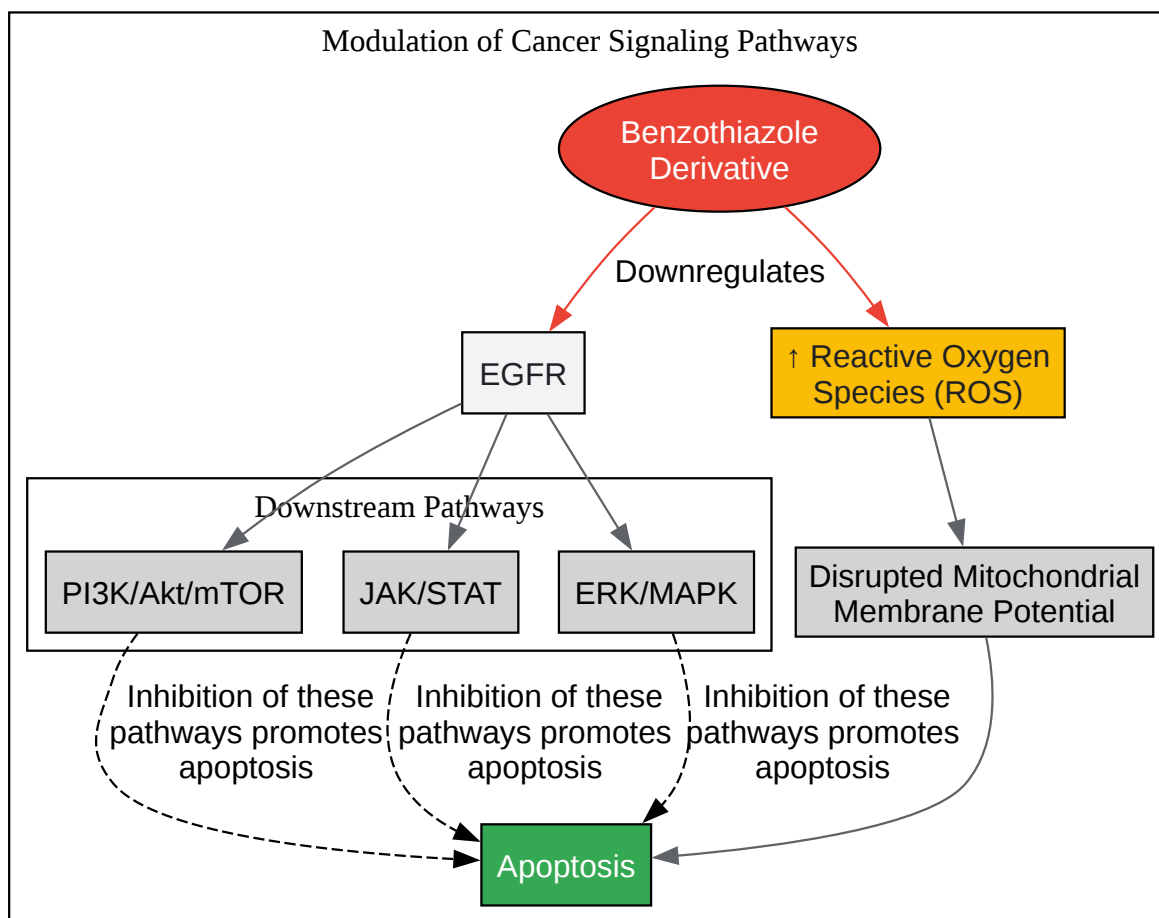 Modulation of Cancer Signaling Pathways
Benzothiazole
Derivative
Downregulates
EGFR
↑ Reactive Oxygen
Species (ROS)
Downstream Pathways
PI3K/Akt/mTOR
JAK/STAT
ERK/MAPK
Disrupted Mitochondrial
Membrane Potential
Inhibition of these
pathways promotes
apoptosis
Inhibition of these
pathways promotes
apoptosis
Inhibition of these
pathways promotes
apoptosis
Apoptosis